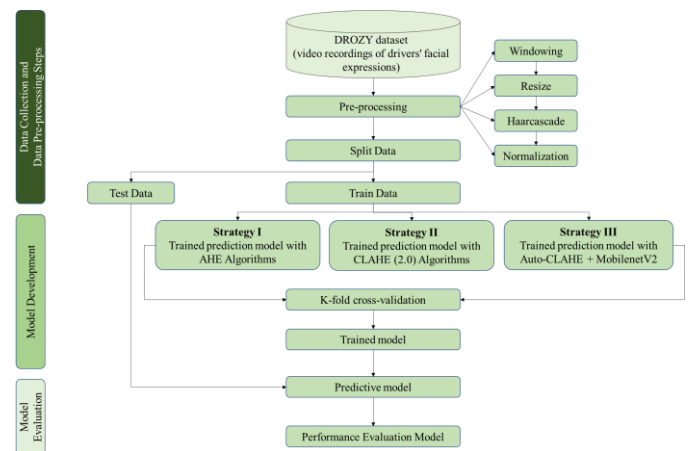 Data Collection and
Data Pre-processing Steps
DROZY dataset
(video recordings of drivers' facial
expressions)
Pre-processing
Windowing
Resize
Haarcascade
Normalization
Split Data
Test Data
Train Data
Model Development
Strategy I
Trained prediction model with
AHE Algorithms
Strategy II
Trained prediction model with
CLAHE (2.0) Algorithms
Strategy III
Trained prediction model with
Auto-CLAHE + MobilenetV2
K-fold cross-validation
Trained model
Model
Evaluation
Predictive model
Performance Evaluation Model